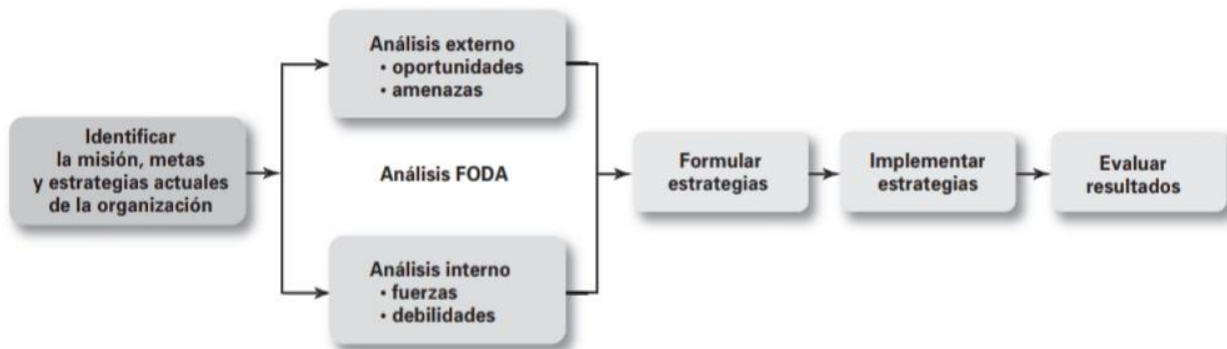 Identificar
la misión, metas
y estrategias actuales
de la organización
Análisis externo
• oportunidades
• amenazas
Análisis FODA
Análisis interno
• fuerzas
• debilidades
Formular
estrategias
Implementar
estrategias
Evaluar
resultados